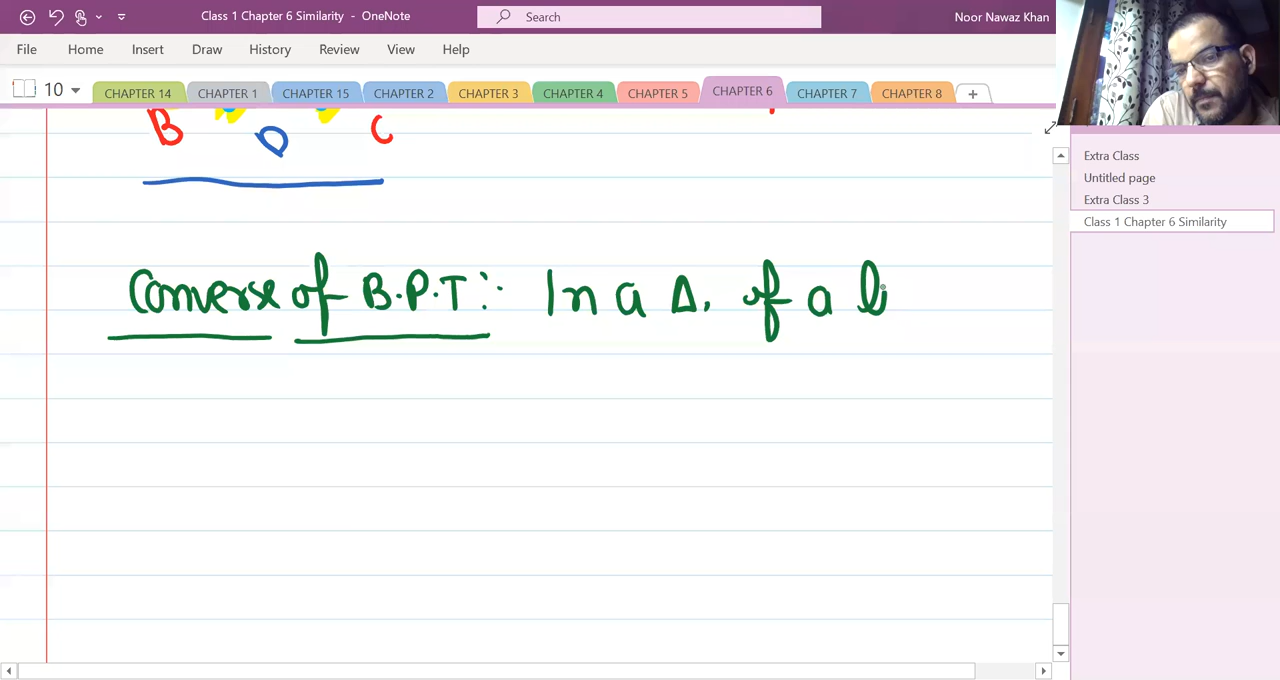 Class 1 Chapter 6 Similarity - OneNote
Search
Noor Nawaz Khan
File Home Insert Draw History Review View Help
10 CHAPTER 14 CHAPTER 1 CHAPTER 15 CHAPTER 2 CHAPTER 3 CHAPTER 4 CHAPTER 5 CHAPTER 6 CHAPTER 7 CHAPTER 8 +
B D C
Extra Class
Untitled page
Extra Class 3
Class 1 Chapter 6 Similarity
Converse of B.P.T:- In a Δ. of a li